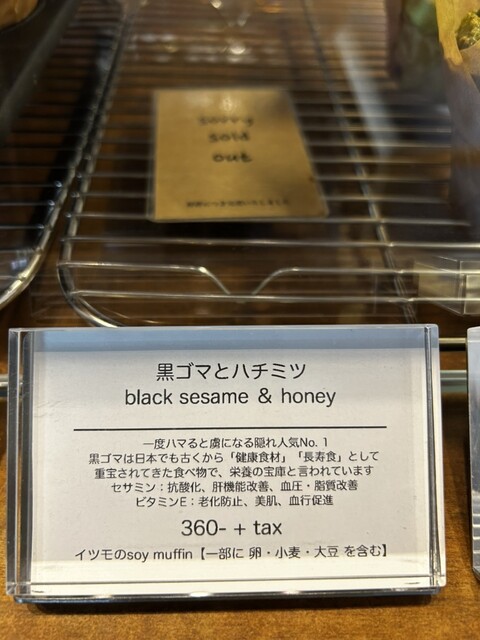 Sorry
Sold
out
黒ゴマとハチミツ
black sesame & honey
一度ハマると虜になる隠れ人気No. 1
黒ゴマは日本でも古くから「健康食材」「長寿食」として
重宝されてきた食べ物で、栄養の宝庫と言われています
セサミン：抗酸化、肝機能改善、血圧・脂質改善
ビタミンE：老化防止、美肌、血行促進
360- + tax
イツモのsoy muffin【一部に 卵・小麦・大豆 を含む】